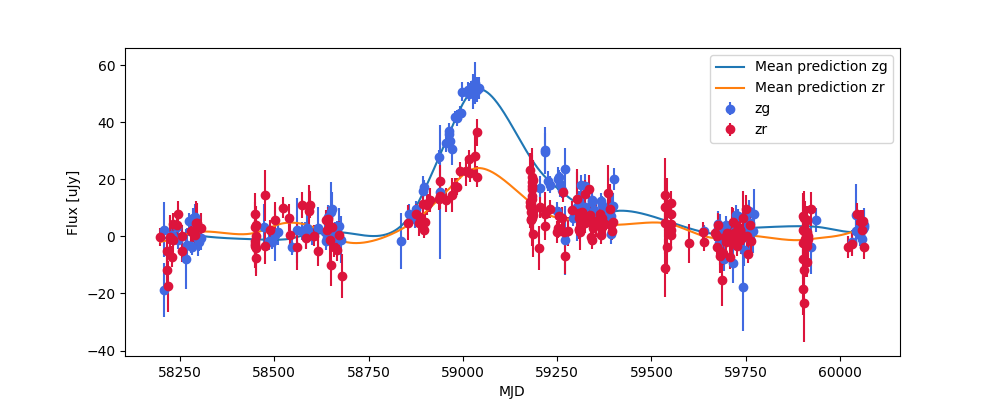 60
40
20
0
−20
−40
Flux [uJy]
58250
58500
58750
59000
59250
59500
59750
60000
MJD
Mean prediction zg
Mean prediction zr
zg
zr